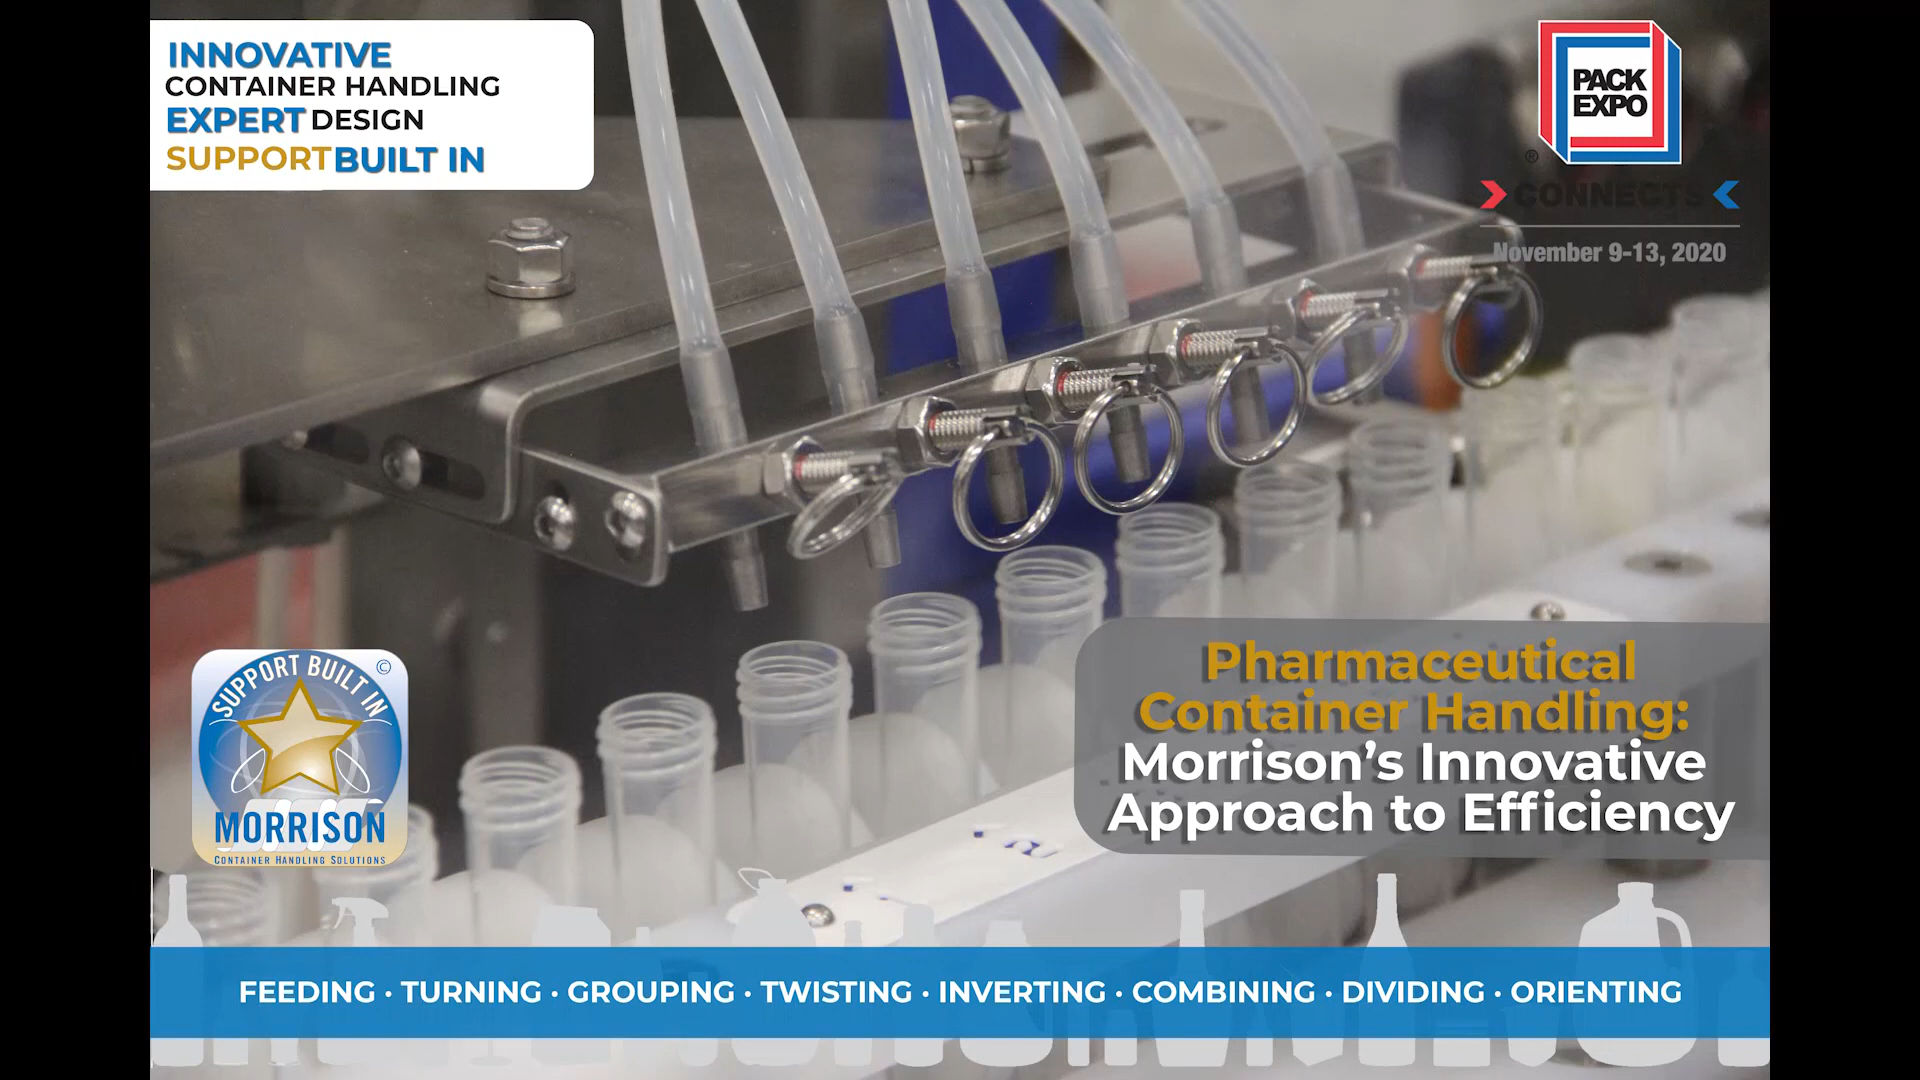 INNOVATIVE
CONTAINER HANDLING
EXPERT DESIGN
SUPPORT BUILT IN
PACK
EXPO
®
CONNECTS
November 9-13, 2020
SUPPORT BUILT IN
©
MORRISON
CONTAINER HANDLING SOLUTIONS
Pharmaceutical
Container Handling:
Morrison's Innovative
Approach to Efficiency
FEEDING · TURNING · GROUPING · TWISTING · INVERTING · COMBINING · DIVIDING · ORIENTING